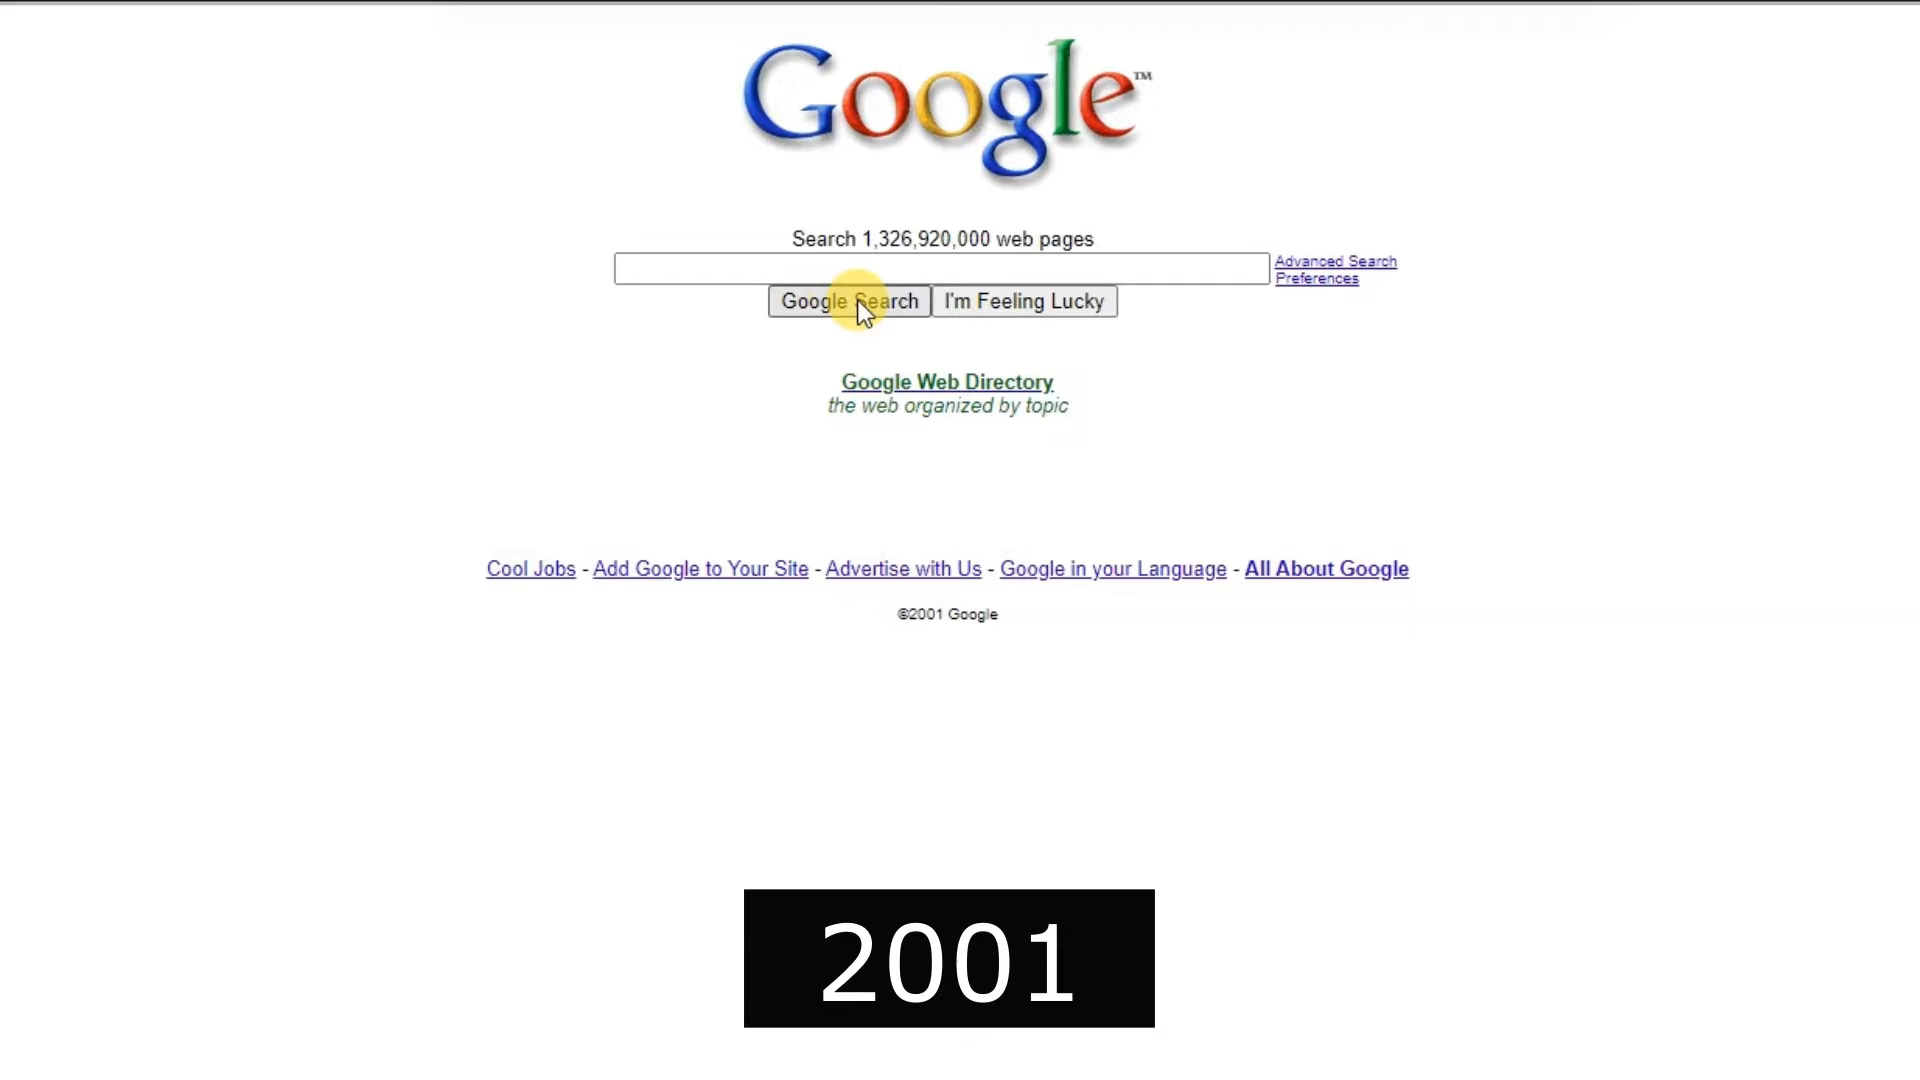 Google™
Search 1,326,920,000 web pages
Advanced Search
Preferences
Google Search I'm Feeling Lucky
Google Web Directory
the web organized by topic
Cool Jobs - Add Google to Your Site - Advertise with Us - Google in your Language - All About Google
©2001 Google
2001